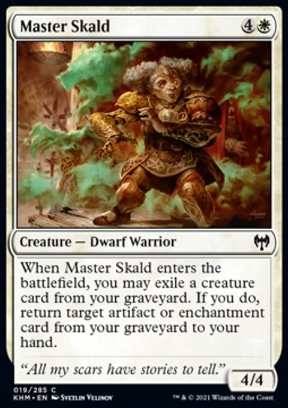 Master Skald 4
Creature — Dwarf Warrior
When Master Skald enters the
battlefield, you may exile a creature
card from your graveyard. If you do,
return target artifact or enchantment
card from your graveyard to your
hand.
"All my scars have stories to tell."
4/4
019/285 C
KHM • EN Svetlin Velinov
™ & © 2021 Wizards of the Coast